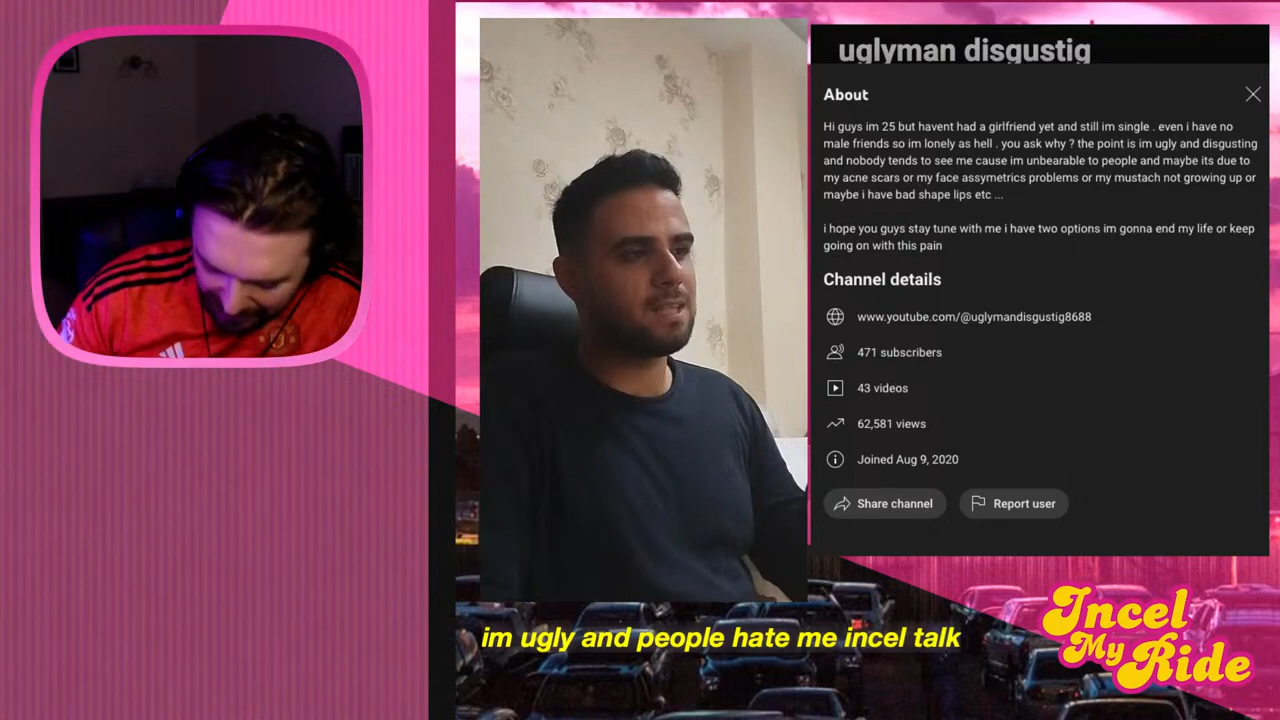 uglyman disgustig
About
Hi guys im 25 but havent had a girlfriend yet and still im single . even i have no
male friends so im lonely as hell . you ask why ? the point is im ugly and disgusting
and nobody tends to see me cause im unbearable to people and maybe its due to
my acne scars or my face assymetrics problems or my mustach not growing up or
maybe i have bad shape lips etc ...
i hope you guys stay tune with me i have two options im gonna end my life or keep
going on with this pain
Channel details
www.youtube.com/@uglymandisgustig8688
471 subscribers
43 videos
62,581 views
Joined Aug 9, 2020
Share channel Report user
im ugly and people hate me incel talk
Incel
My
Ride